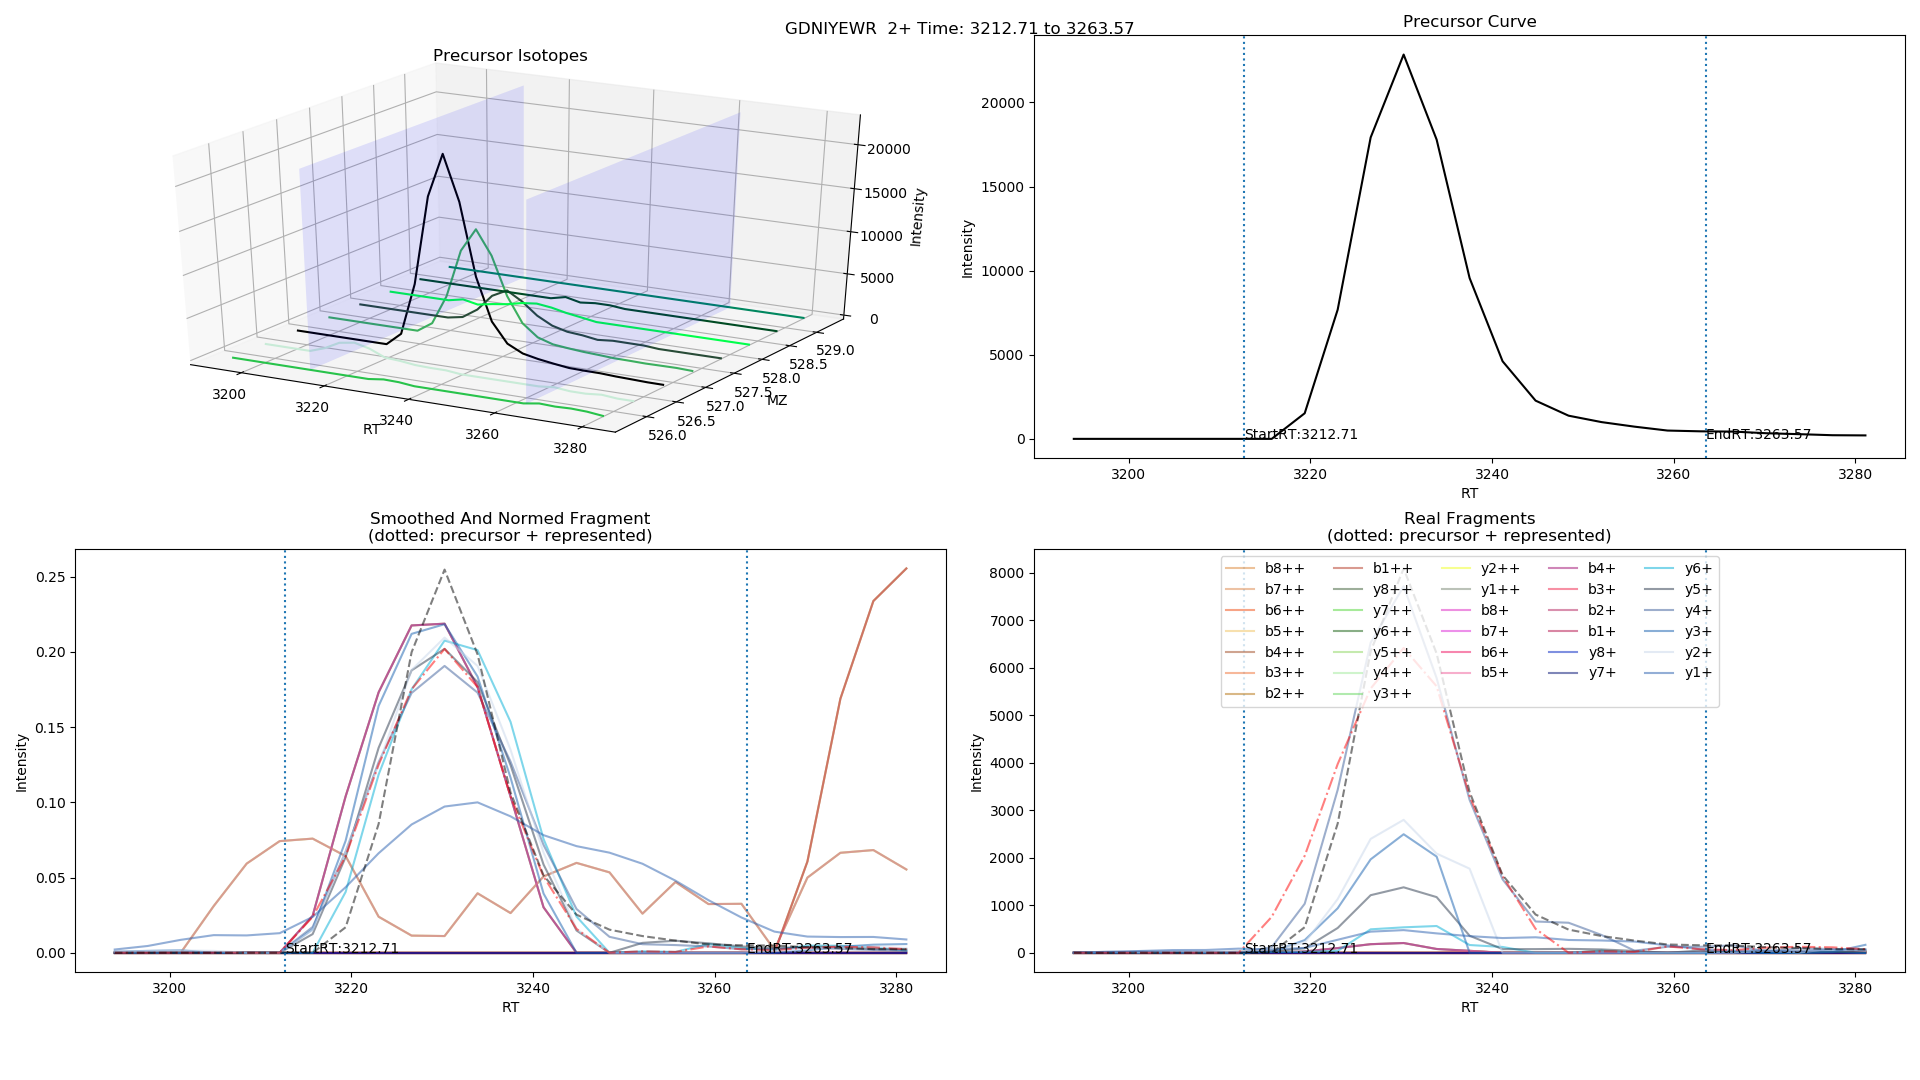 GDNIYEWR  2+ Time: 3212.71 to 3263.57
Precursor Isotopes
20000
15000
10000
5000
0
Intensity
529.0
528.5
528.0
527.5
527.0
526.5
526.0
MZ
3200
3220
3240
3260
3280
RT
Precursor Curve
20000
15000
10000
5000
0
Intensity
StartRT:3212.71
EndRT:3263.57
3200
3220
3240
3260
3280
RT
Smoothed And Normed Fragment
(dotted: precursor + represented)
0.25
0.20
0.15
0.10
0.05
0.00
Intensity
StartRT:3212.71
EndRT:3263.57
3200
3220
3240
3260
3280
RT
Real Fragments
(dotted: precursor + represented)
8000
7000
6000
5000
4000
3000
2000
1000
0
Intensity
b8++
b7++
b6++
b5++
b4++
b3++
b2++
b1++
y8++
y7++
y6++
y5++
y4++
y3++
y2++
y1++
b8+
b7+
b6+
b5+
b4+
b3+
b2+
b1+
y8+
y7+
y6+
y5+
y4+
y3+
y2+
y1+
StartRT:3212.71
EndRT:3263.57
3200
3220
3240
3260
3280
RT